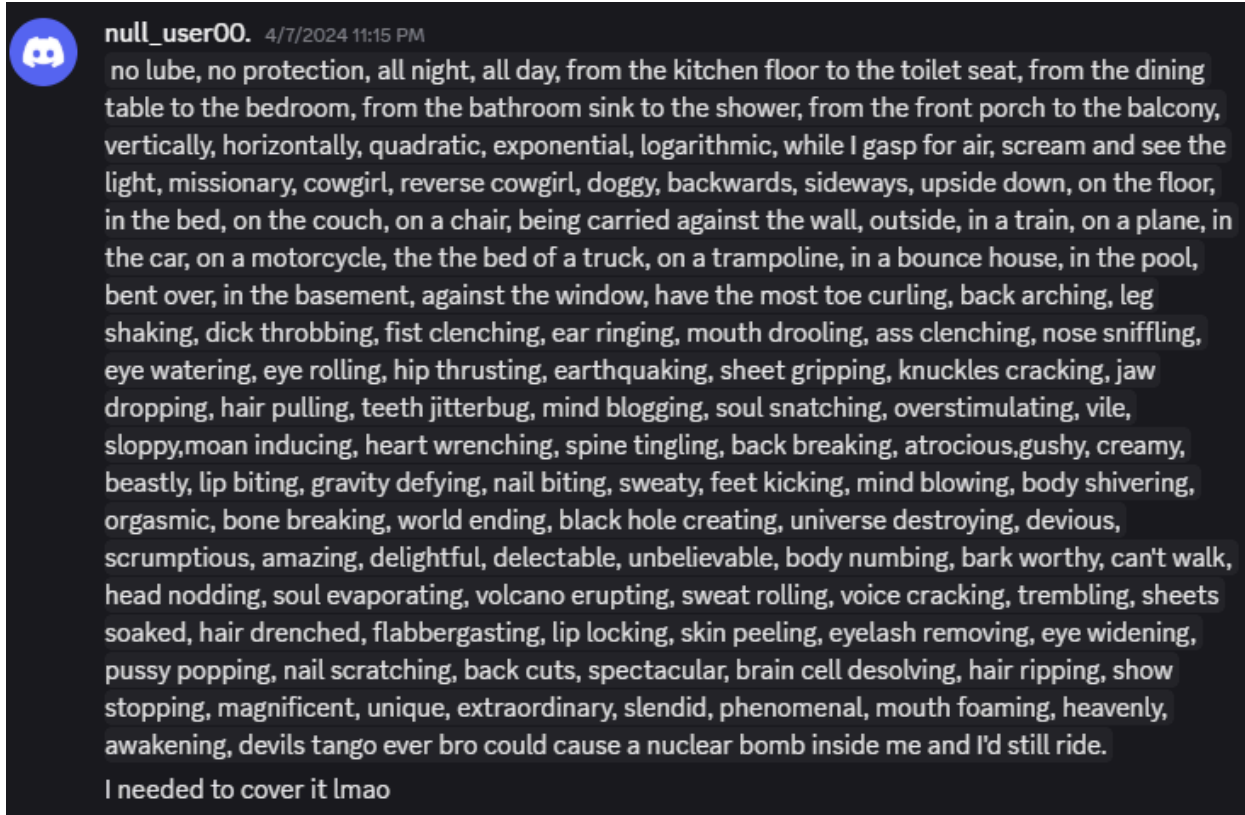 null_user00. 4/7/2024 11:15 PM
no lube, no protection, all night, all day, from the kitchen floor to the toilet seat, from the dining
table to the bedroom, from the bathroom sink to the shower, from the front porch to the balcony,
vertically, horizontally, quadratic, exponential, logarithmic, while I gasp for air, scream and see the
light, missionary, cowgirl, reverse cowgirl, doggy, backwards, sideways, upside down, on the floor,
in the bed, on the couch, on a chair, being carried against the wall, outside, in a train, on a plane, in
the car, on a motorcycle, the the bed of a truck, on a trampoline, in a bounce house, in the pool,
bent over, in the basement, against the window, have the most toe curling, back arching, leg
shaking, dick throbbing, fist clenching, ear ringing, mouth drooling, ass clenching, nose sniffling,
eye watering, eye rolling, hip thrusting, earthquaking, sheet gripping, knuckles cracking, jaw
dropping, hair pulling, teeth jitterbug, mind blogging, soul snatching, overstimulating, vile,
sloppy,moan inducing, heart wrenching, spine tingling, back breaking, atrocious,gushy, creamy,
beastly, lip biting, gravity defying, nail biting, sweaty, feet kicking, mind blowing, body shivering,
orgasmic, bone breaking, world ending, black hole creating, universe destroying, devious,
scrumptious, amazing, delightful, delectable, unbelievable, body numbing, bark worthy, can't walk,
head nodding, soul evaporating, volcano erupting, sweat rolling, voice cracking, trembling, sheets
soaked, hair drenched, flabbergasting, lip locking, skin peeling, eyelash removing, eye widening,
pussy popping, nail scratching, back cuts, spectacular, brain cell desolving, hair ripping, show
stopping, magnificent, unique, extraordinary, slendid, phenomenal, mouth foaming, heavenly,
awakening, devils tango ever bro could cause a nuclear bomb inside me and I'd still ride.
I needed to cover it lmao